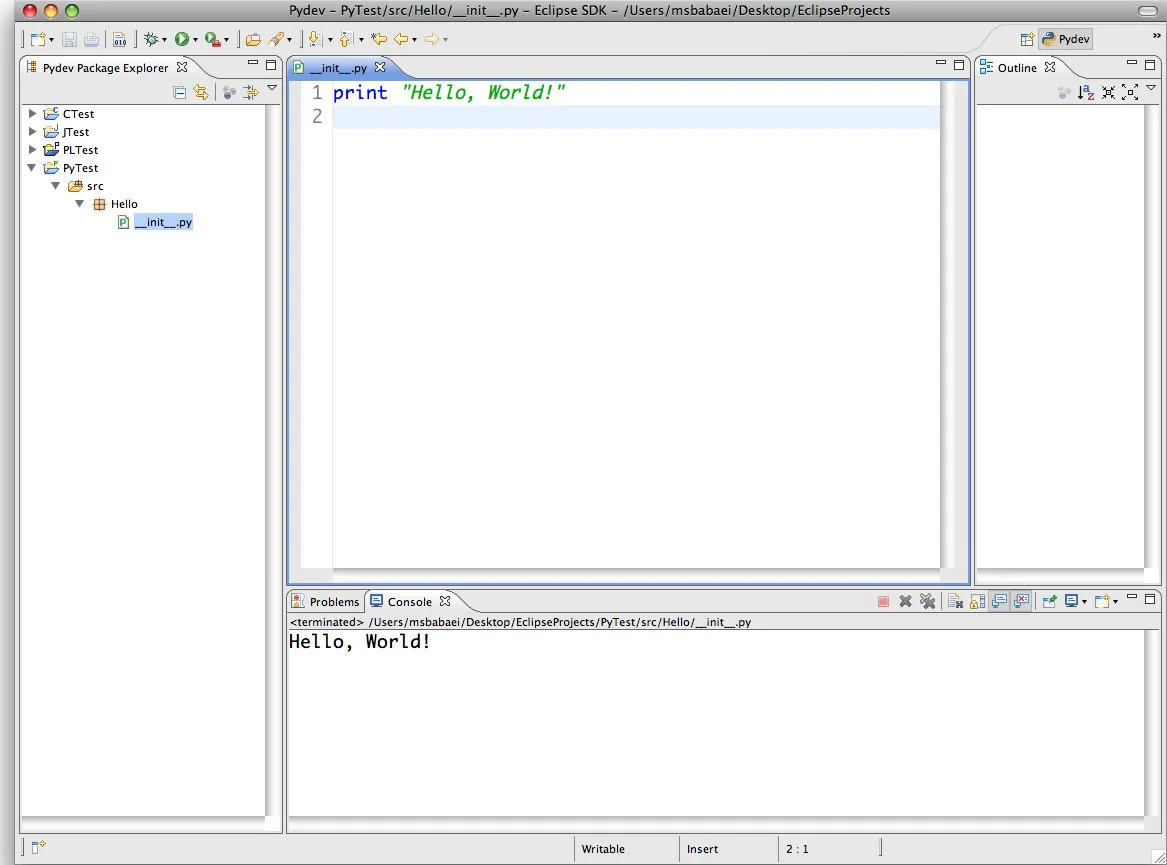 Pydev - PyTest/src/Hello/__init__.py - Eclipse SDK - /Users/msbabaei/Desktop/EclipseProjects
010
Pydev
»
Pydev Package Explorer
__init__.py
Outline
CTest
JTest
PLTest
PyTest
src
Hello
__init__.py
1 print "Hello, World!"
2
Problems
Console
<terminated> /Users/msbabaei/Desktop/EclipseProjects/PyTest/src/Hello/__init__.py
Hello, World!
Writable
Insert
2 : 1